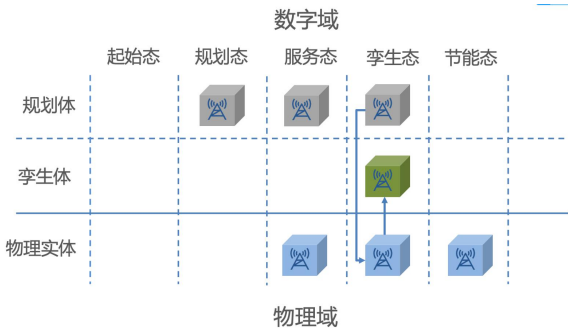 数字域
起始态 规划态 服务态 孪生态 节能态
规划体
孪生体
物理实体
物理域